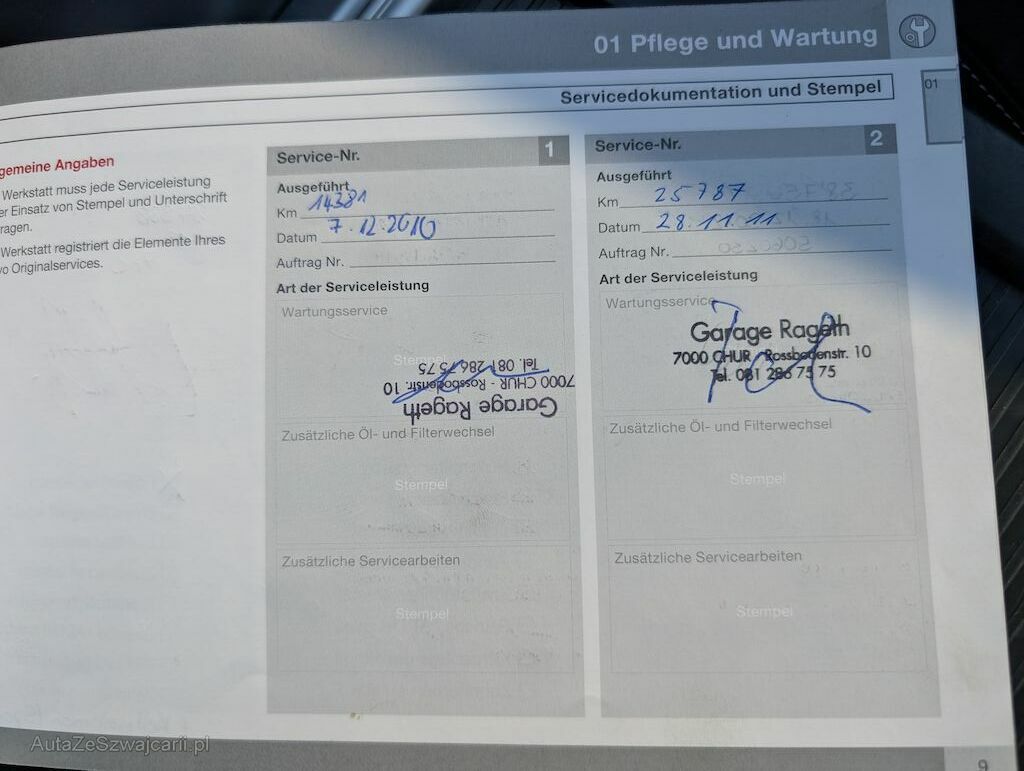 01 Pflege und Wartung
Servicedokumentation und Stempel
01
gemeine Angaben
Werkstatt muss jede Serviceleistung
er Einsatz von Stempel und Unterschrift
ragen.
Werkstatt registriert die Elemente Ihres
vo Originalservices.
Service-Nr. 1
Ausgeführt
Km 14381
Datum 7.12.2010
Auftrag Nr.
Art der Serviceleistung
Wartungsservice
Stempel
Garage Rageth
7000 CHUR - Rossbodenstr. 10
Tel. 081 286 75 75
Zusätzliche Öl- und Filterwechsel
Stempel
Zusätzliche Servicearbeiten
Stempel
Service-Nr. 2
Ausgeführt
Km 25787
Datum 28.11.11
Auftrag Nr.
Art der Serviceleistung
Wartungsservice
Garage Rageth
7000 CHUR - Rossbodenstr. 10
Tel. 081 286 75 75
Zusätzliche Öl- und Filterwechsel
Stempel
Zusätzliche Servicearbeiten
Stempel
AutaZeSzwajcarii.pl
9